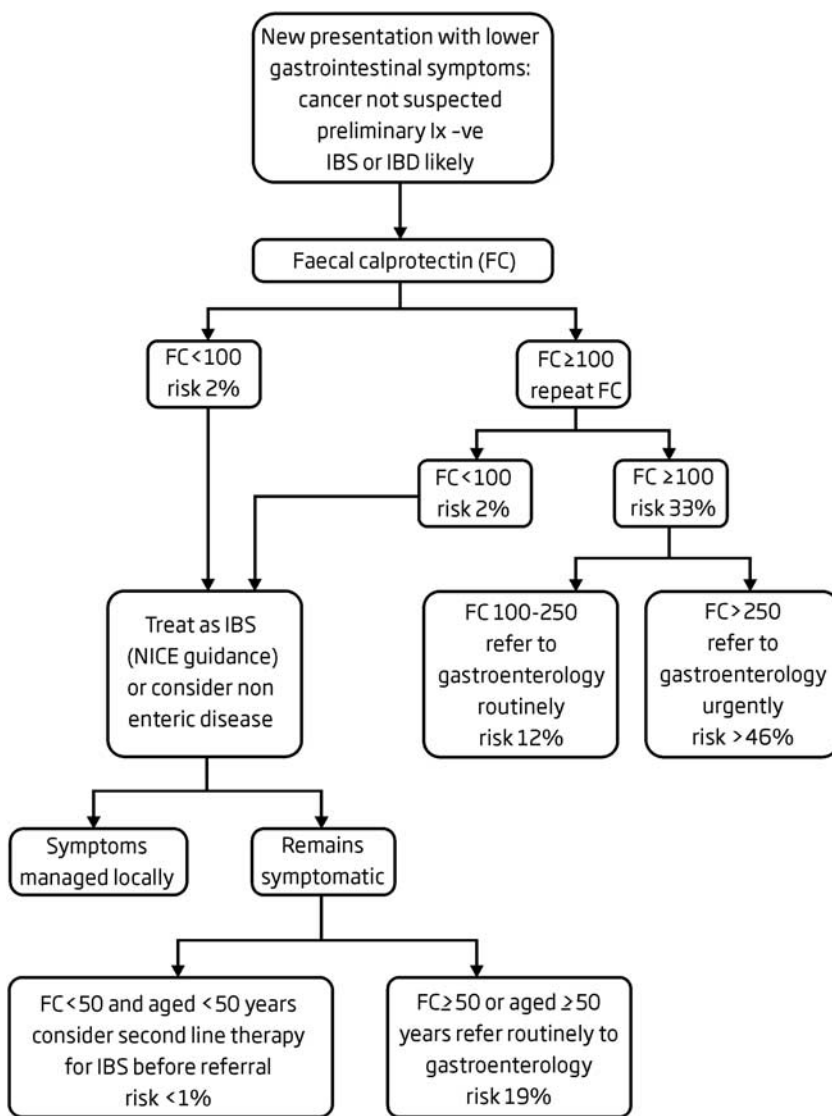 New presentation with lower
gastrointestinal symptoms:
cancer not suspected
preliminary Ix -ve
IBS or IBD likely
Faecal calprotectin (FC)
FC<100
risk 2%
FC≥100
repeat FC
FC<100
risk 2%
FC ≥100
risk 33%
Treat as IBS
(NICE guidance)
or consider non
enteric disease
FC 100-250
refer to
gastroenterology
routinely
risk 12%
FC>250
refer to
gastroenterology
urgently
risk >46%
Symptoms
managed locally
Remains
symptomatic
FC<50 and aged <50 years
consider second line therapy
for IBS before referral
risk <1%
FC≥50 or aged ≥50
years refer routinely to
gastroenterology
risk 19%